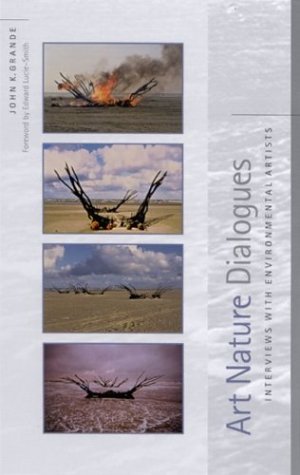 JOHN K. GRANDE
Foreword by Edward Lucie-Smith
Art Nature Dialogues
INTERVIEWS WITH ENVIRONMENTAL ARTISTS